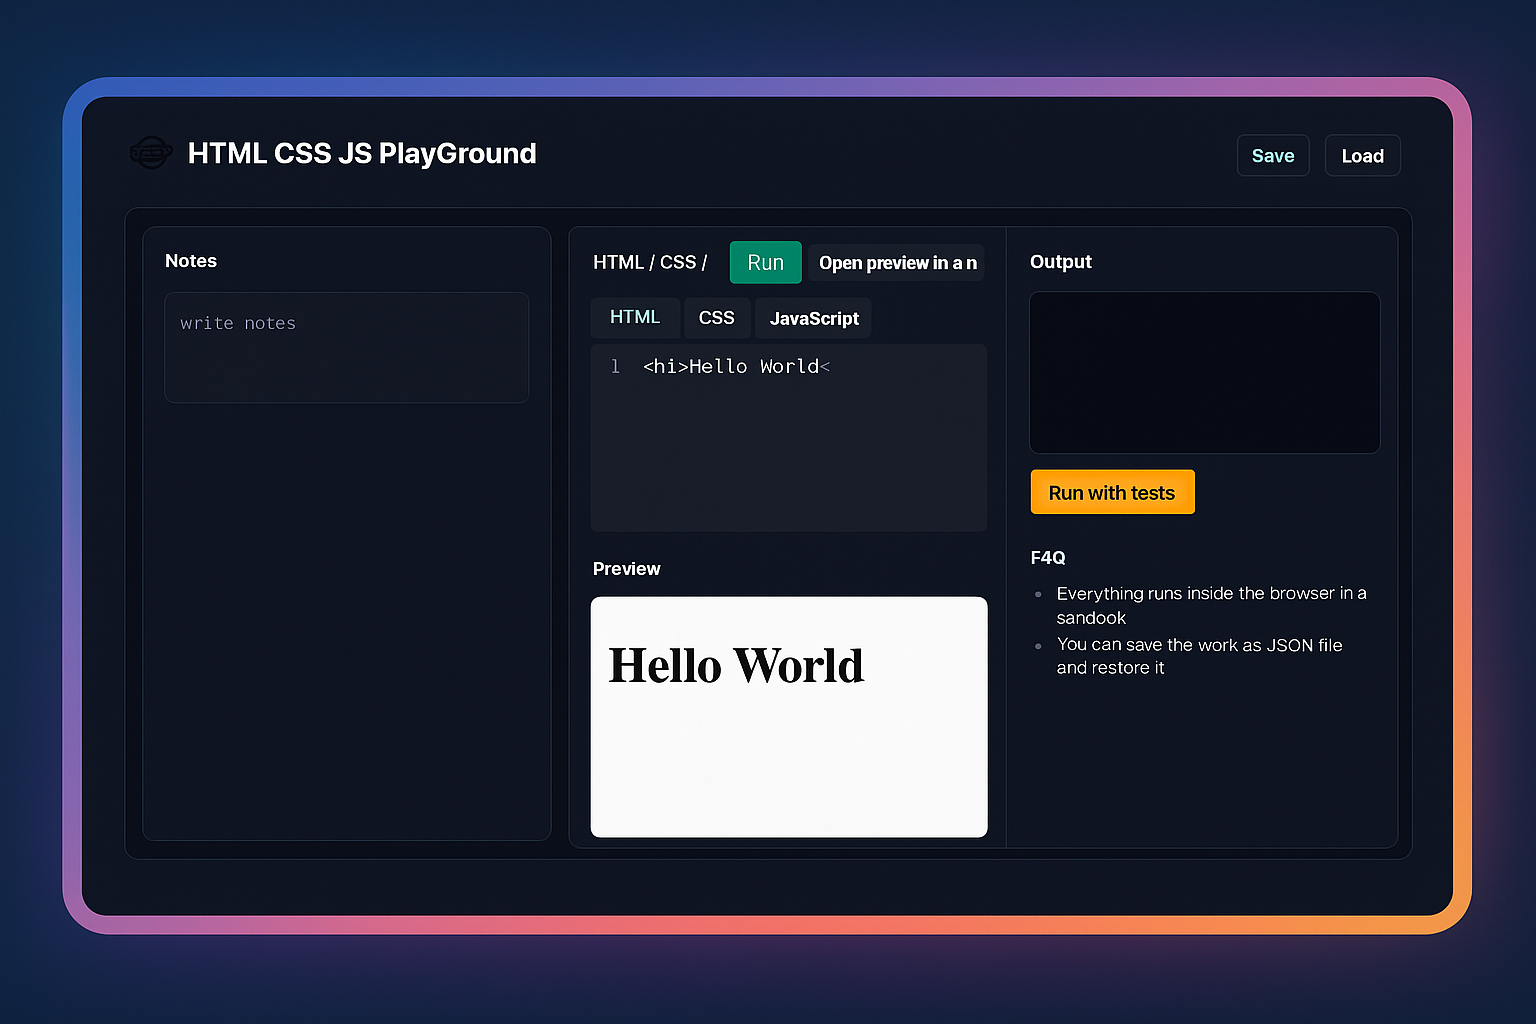 HTML CSS JS PlayGround
Save
Load
Notes
write notes
HTML / CSS /
Run
Open preview in a n
HTML
CSS
JavaScript
1 <hi>Hello World<
Preview
Hello World
Output
Run with tests
F4Q
Everything runs inside the browser in a
sandook
You can save the work as JSON file
and restore it